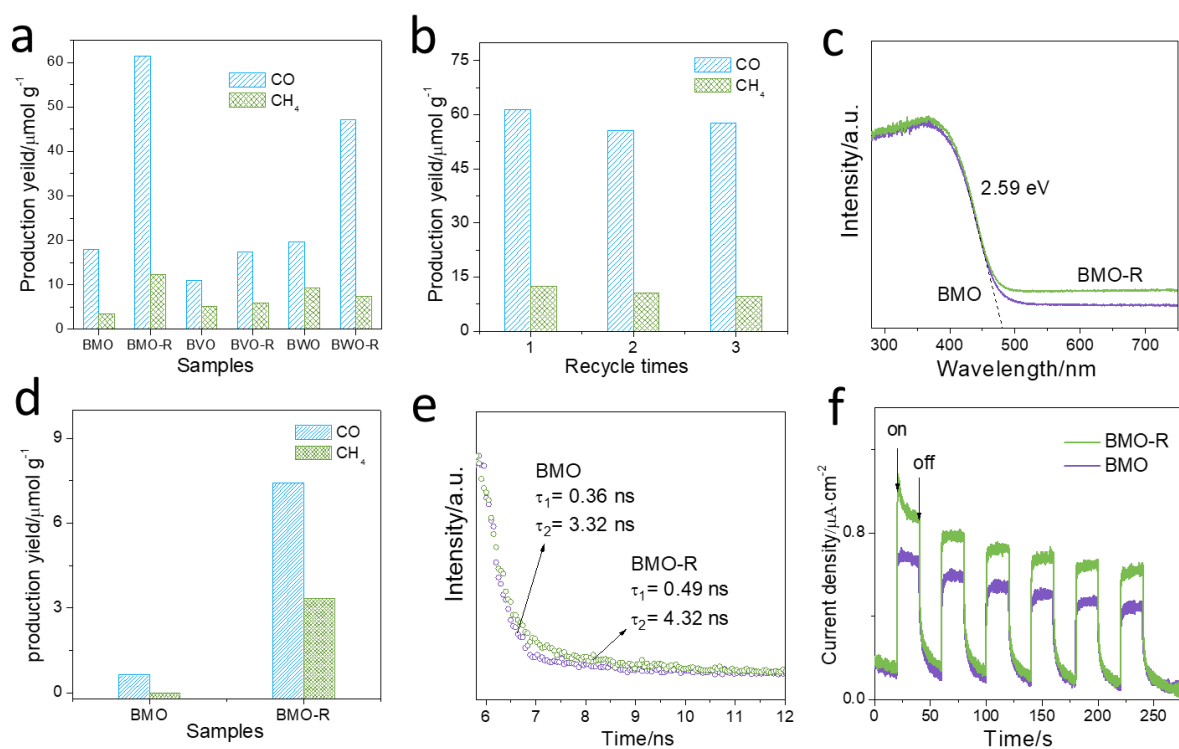 a
Production yeild/μmol g⁻¹
60
50
40
30
20
10
0
CO
CH₄
BMO BMO-R BVO BVO-R BWO BWO-R
Samples
b
Production yeild/μmol g⁻¹
75
60
45
30
15
0
CO
CH₄
1 2 3
Recycle times
c
Intensity/a.u.
2.59 eV
BMO-R
BMO
300 400 500 600 700
Wavelength/nm
d
production yield/μmol g⁻¹
9
6
3
0
CO
CH₄
BMO BMO-R
Samples
e
Intensity/a.u.
BMO
τ₁= 0.36 ns
τ₂= 3.32 ns
BMO-R
τ₁= 0.49 ns
τ₂= 4.32 ns
6 7 8 9 10 11 12
Time/ns
f
Current density/μA·cm⁻²
on
off
BMO-R
BMO
0.8
0.0
0 50 100 150 200 250
Time/s